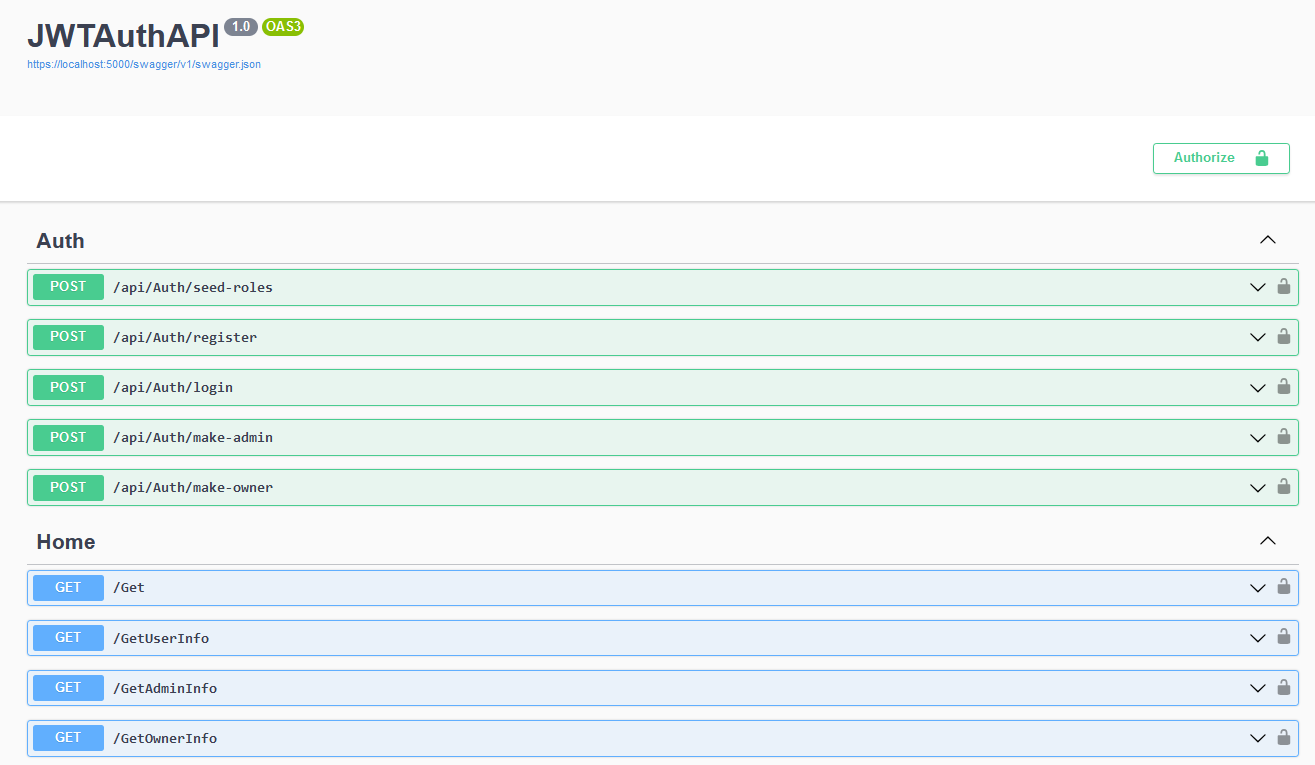 JWTAuthAPI 1.0 OAS3
https://localhost:5000/swagger/v1/swagger.json
Authorize
Auth
POST /api/Auth/seed-roles
POST /api/Auth/register
POST /api/Auth/login
POST /api/Auth/make-admin
POST /api/Auth/make-owner
Home
GET /Get
GET /GetUserInfo
GET /GetAdminInfo
GET /GetOwnerInfo